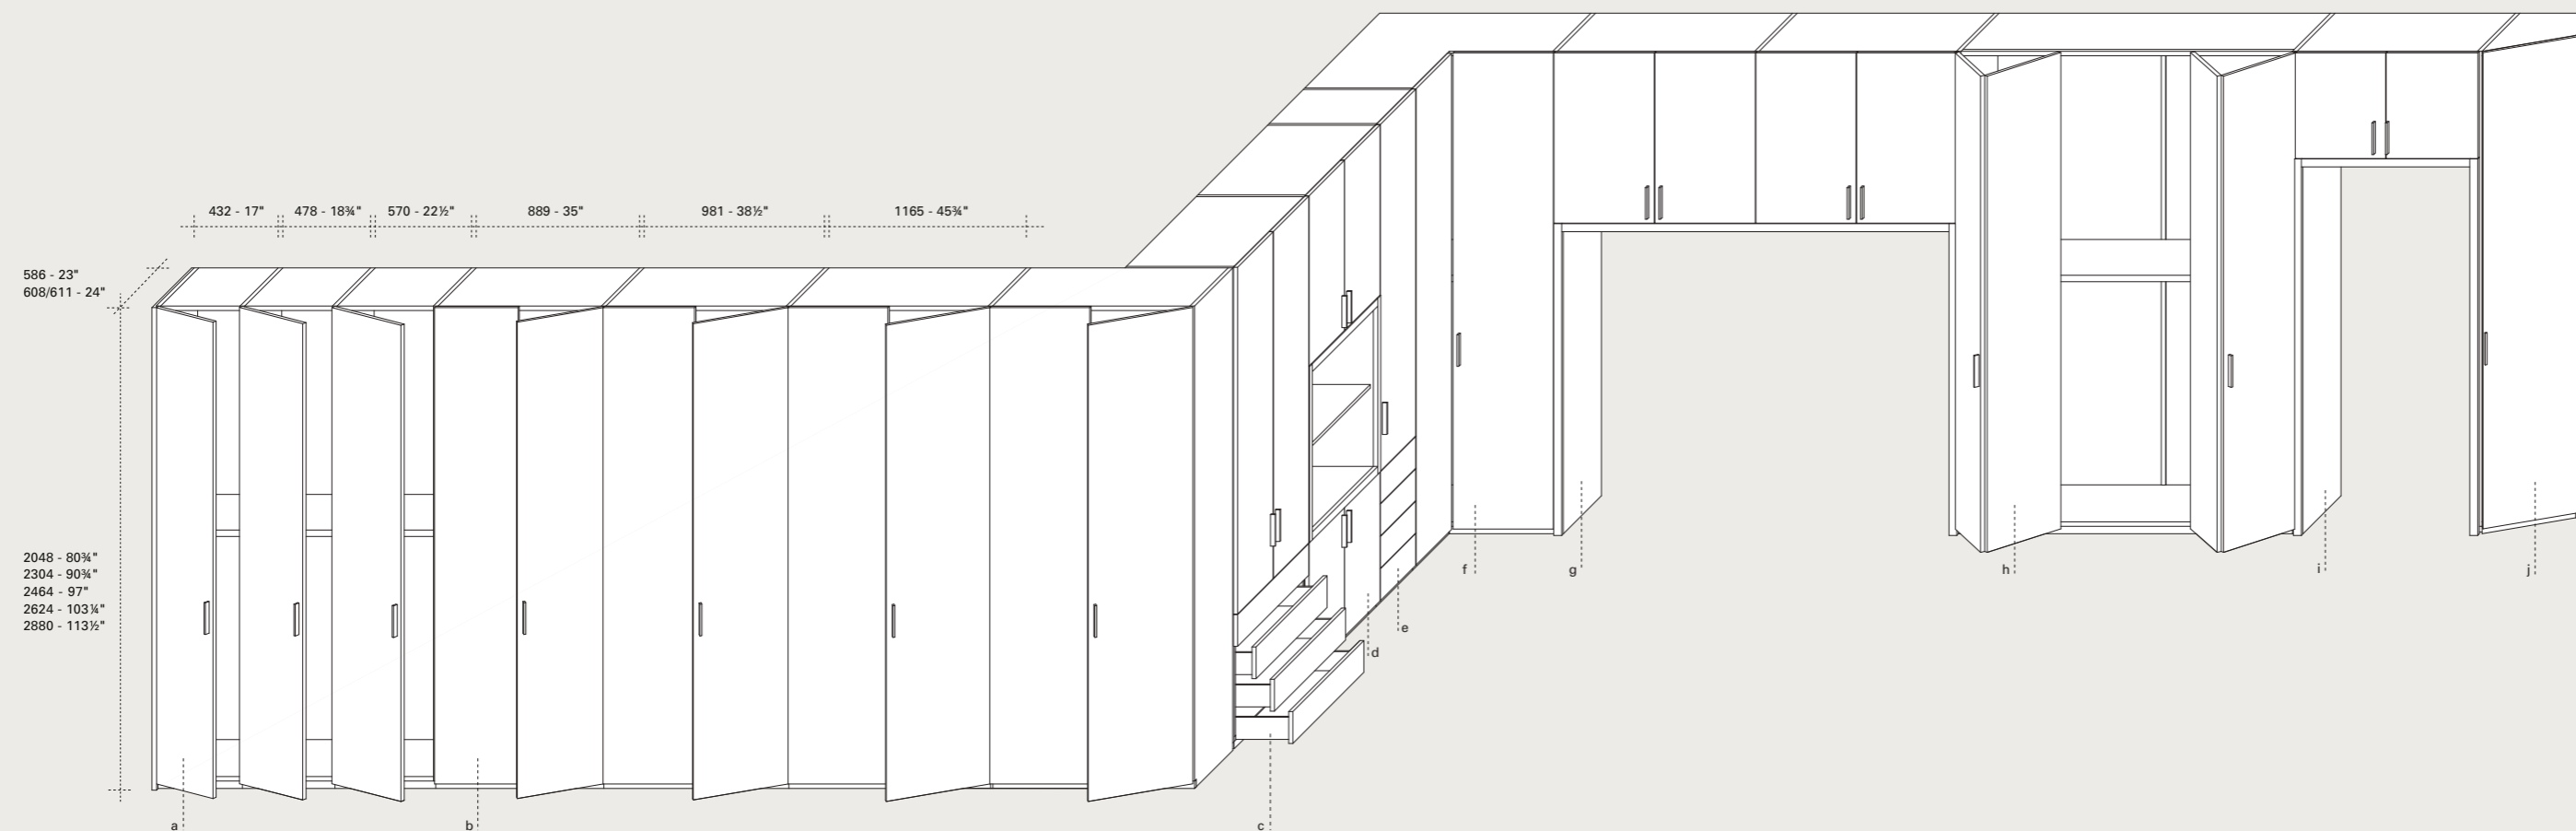 432 - 17" 478 - 18¾" 570 - 22½" 889 - 35" 981 - 38½" 1165 - 45¾"
586 - 23"
608/611 - 24"
2048 - 80¾"
2304 - 90¾"
2464 - 97"
2624 - 103¼"
2880 - 113½"
f g h i j
e
d
a b c